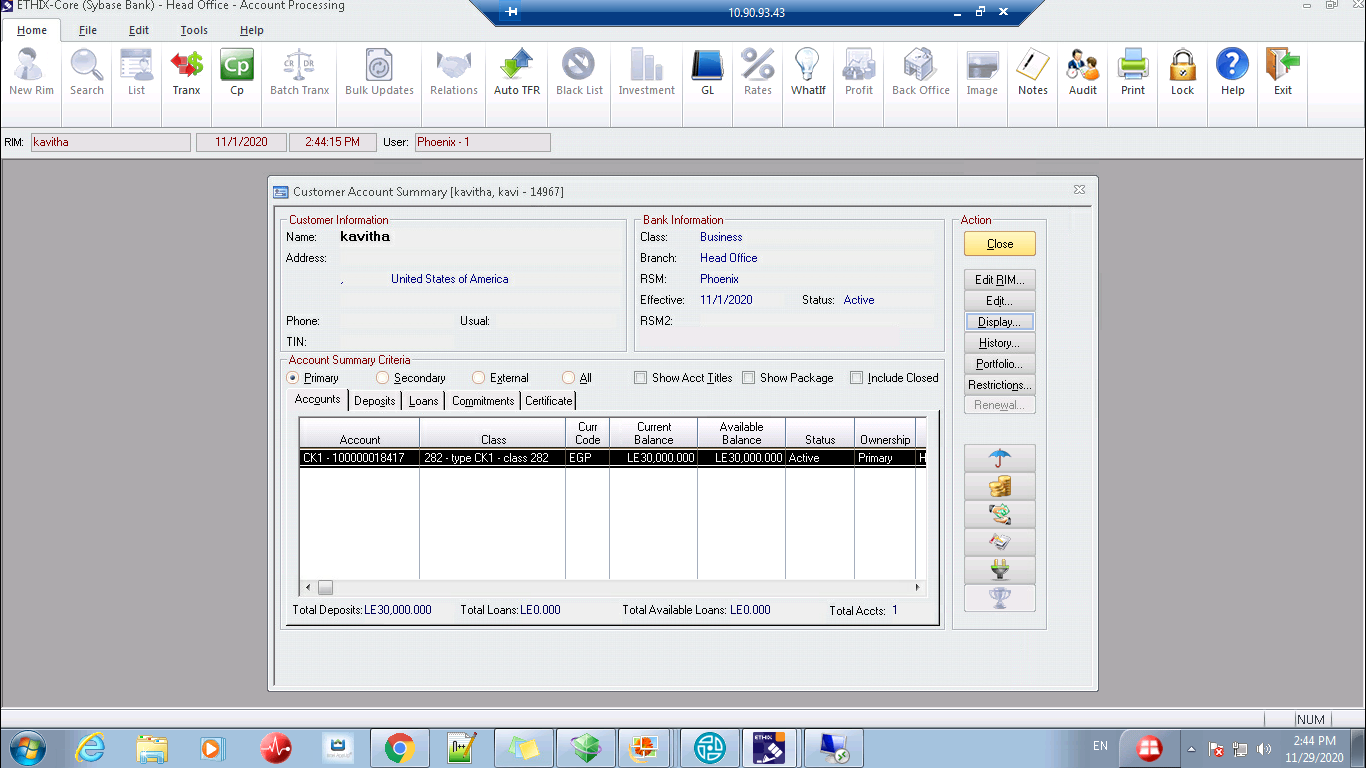 ETHIX-Core (Sybase Bank) - Head Office - Account Processing
10.90.93.43
Home File Edit Tools Help
New Rim Search List Tranx Cp Batch Tranx Bulk Updates Relations Auto TFR Black List Investment GL Rates WhatIf Profit Back Office Image Notes Audit Print Lock Help Exit
RIM: kavitha 11/1/2020 2:44:15 PM User: Phoenix - 1
Customer Account Summary [kavitha, kavi - 14967]
Customer Information
Name: kavitha
Address:
, United States of America
Phone: Usual:
TIN:
Bank Information
Class: Business
Branch: Head Office
RSM: Phoenix
Effective: 11/1/2020 Status: Active
RSM2:
Action
Close
Edit RIM...
Edit...
Display...
History...
Portfolio...
Restrictions...
Renewal...
Account Summary Criteria
Primary Secondary External All Show Acct Titles Show Package Include Closed
Accounts Deposits Loans Commitments Certificate
Account Class Curr Code Current Balance Available Balance Status Ownership
CK1 - 100000018417 282 - type CK1 - class 282 EGP LE30,000.000 LE30,000.000 Active Primary H
Total Deposits: LE30,000.000 Total Loans: LE0.000 Total Available Loans: LE0.000 Total Accts: 1
NUM
EN
2:44 PM
11/29/2020